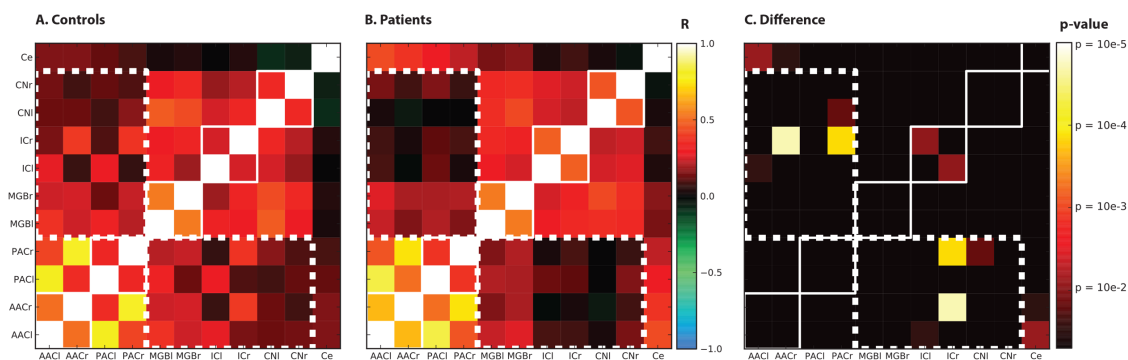 A. Controls
B. Patients
R
C. Difference
p-value
Ce
CNr
CNl
ICr
ICl
MGBr
MGBl
PACr
PACl
AACr
AACl
AACl AACr PACl PACr MGBl MGBr ICl ICr CNl CNr Ce
AACl AACr PACl PACr MGBl MGBr ICl ICr CNl CNr Ce
1.0
0.5
0.0
−0.5
−1.0
AACl AACr PACl PACr MGBl MGBr ICl ICr CNl CNr Ce
p = 10e-5
p = 10e-4
p = 10e-3
p = 10e-2